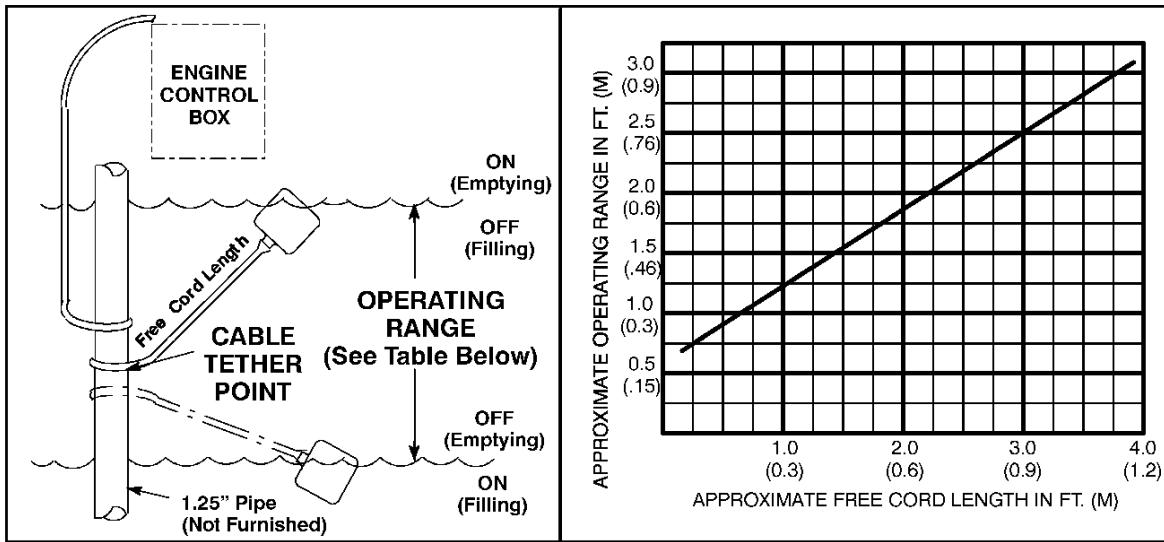 ENGINE
CONTROL
BOX
ON
(Emptying)
OFF
(Filling)
Free Cord Length
OPERATING
RANGE
(See Table Below)
CABLE
TETHER
POINT
OFF
(Emptying)
ON
(Filling)
1.25" Pipe
(Not Furnished)
APPROXIMATE OPERATING RANGE IN FT. (M)
3.0
(0.9)
2.5
(.76)
2.0
(0.6)
1.5
(.46)
1.0
(0.3)
0.5
(.15)
1.0 2.0 3.0 4.0
(0.3) (0.6) (0.9) (1.2)
APPROXIMATE FREE CORD LENGTH IN FT. (M)